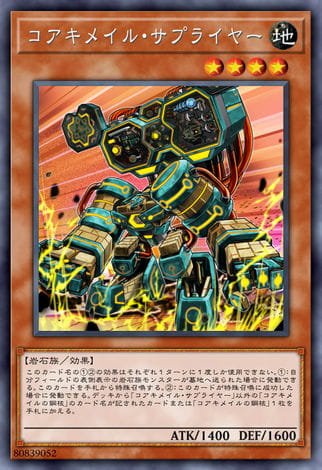 コアキメイル・サプライヤー
地
【岩石族／効果】
このカード名の①②の効果はそれぞれ１ターンに１度しか使用できない。①：自
分フィールドの表側表示の岩石族モンスターが墓地へ送られた場合に発動でき
る。このカードを手札から特殊召喚する。②：このカードが特殊召喚に成功した
場合に発動できる。デッキから「コアキメイル・サプライヤー」以外の「コアキメイ
ルの鋼核」のカード名が記されたカードまたは「コアキメイルの鋼核」１枚を
手札に加える。
ATK/1400 DEF/1600
80839052